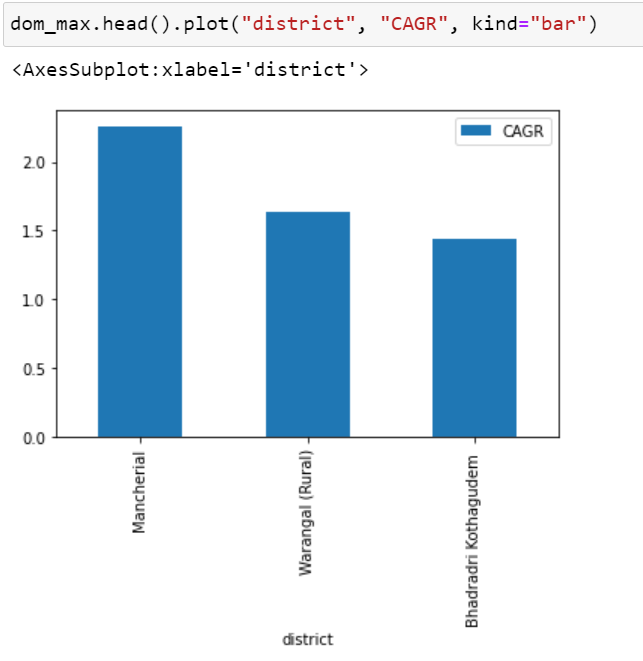 dom_max.head().plot("district", "CAGR", kind="bar")
<AxesSubplot:xlabel='district'>
CAGR
2.0
1.5
1.0
0.5
0.0
Mancherial
Warangal (Rural)
Bhadradri Kothagudem
district